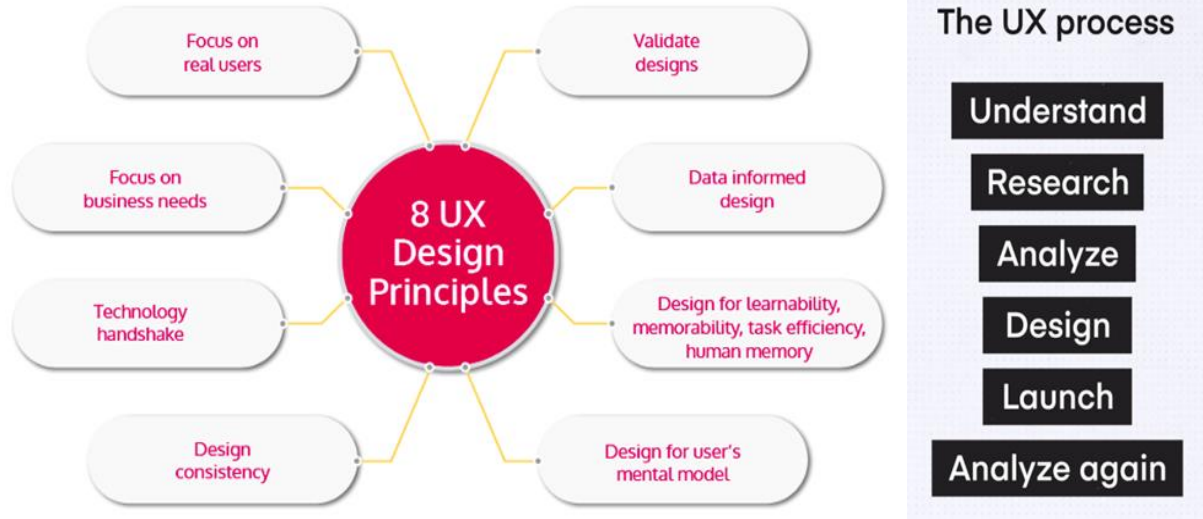 Focus on
real users
Focus on
business needs
Technology
handshake
Design
consistency
8 UX
Design
Principles
Validate
designs
Data informed
design
Design for learnability,
memorability, task efficiency,
human memory
Design for user's
mental model
The UX process
Understand
Research
Analyze
Design
Launch
Analyze again